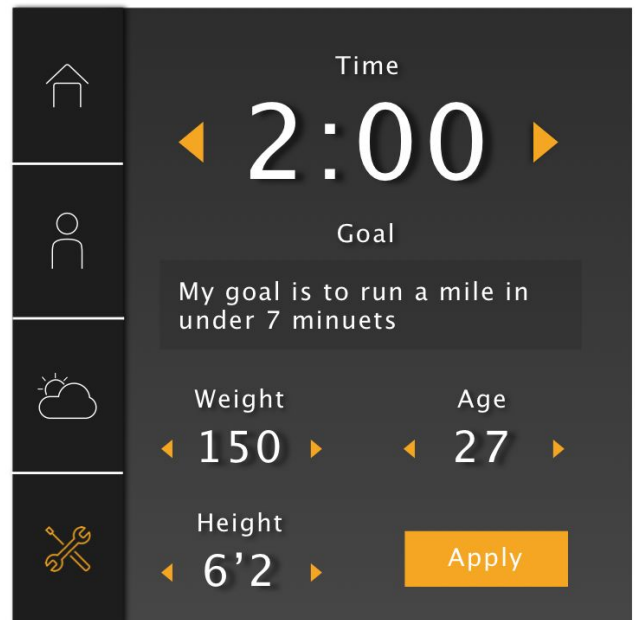 Time
2:00
Goal
My goal is to run a mile in
under 7 minuets
Weight
Age
150
27
Height
6’2
Apply